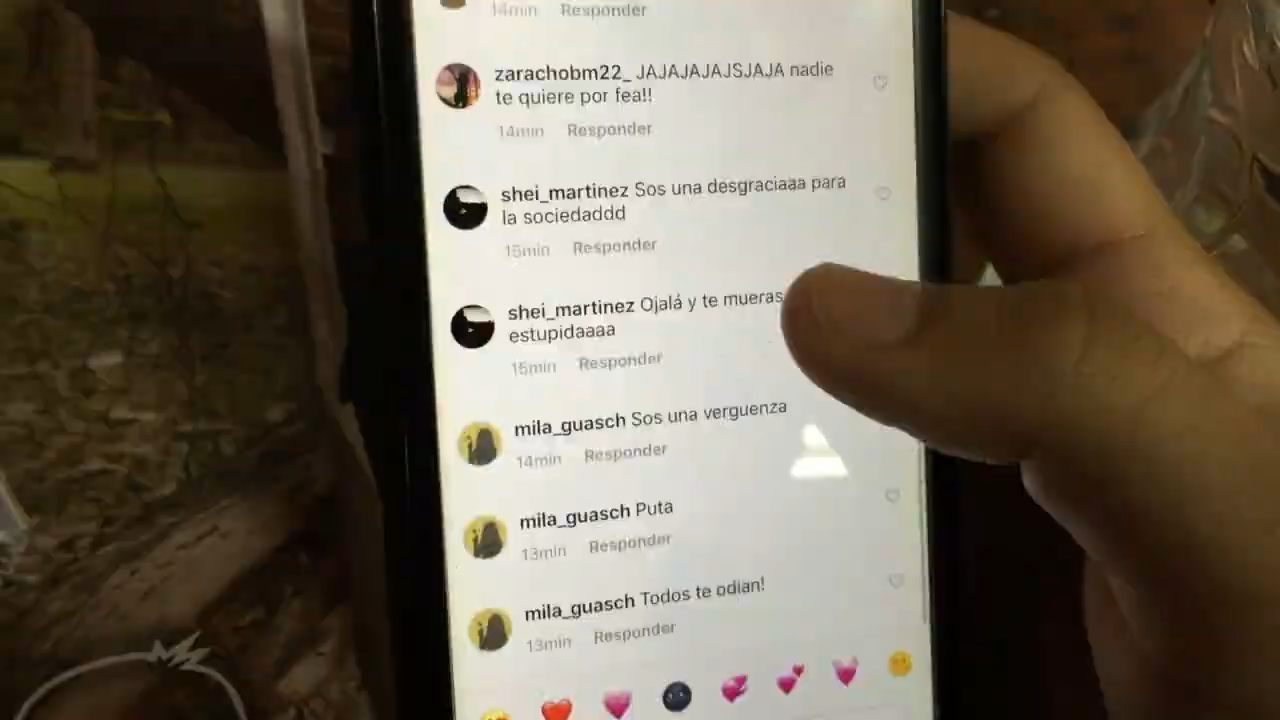 14min Responder
zarachobm22_ JAJAJAJAJSJAJA nadie
te quiere por fea!!
14min Responder
shei_martinez Sos una desgraciaaa para
la sociedaddd
15min Responder
shei_martinez Ojalá y te mueras
estupidaaaa
15min Responder
mila_guasch Sos una verguenza
14min Responder
mila_guasch Puta
13min Responder
mila_guasch Todos te odian!
13min Responder